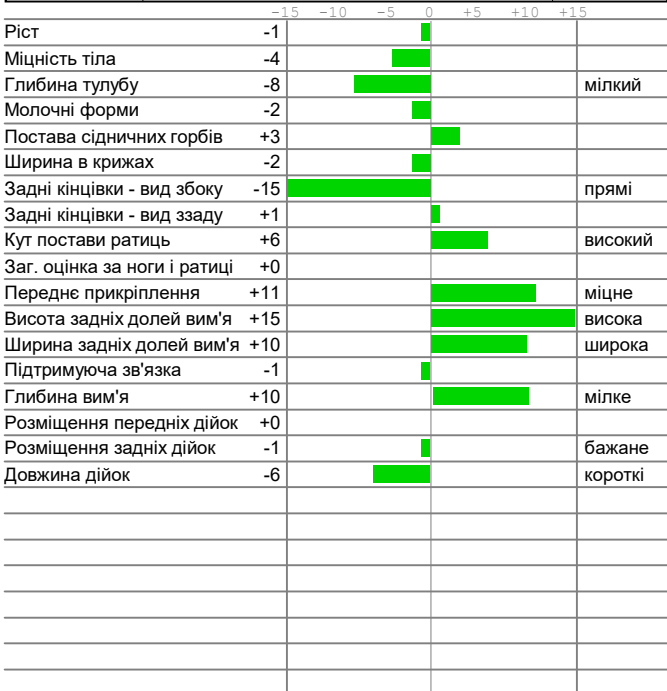 -15 -10 -5 0 +5 +10 +15
Ріст -1
Міцність тіла -4
Глибина тулубу -8 мілкий
Молочні форми -2
Постава сідничних горбів +3
Ширина в крижах -2
Задні кінцівки - вид збоку -15 прямі
Задні кінцівки - вид ззаду +1
Кут постави ратиць +6 високий
Заг. оцінка за ноги і ратиці +0
Переднє прикріплення +11 міцне
Висота задніх долей вим'я +15 висока
Ширина задніх долей вим'я +10 широка
Підтримуюча зв'язка -1
Глибина вим'я +10 мілке
Розміщення передніх дійок +0
Розміщення задніх дійок -1 бажане
Довжина дійок -6 короткі